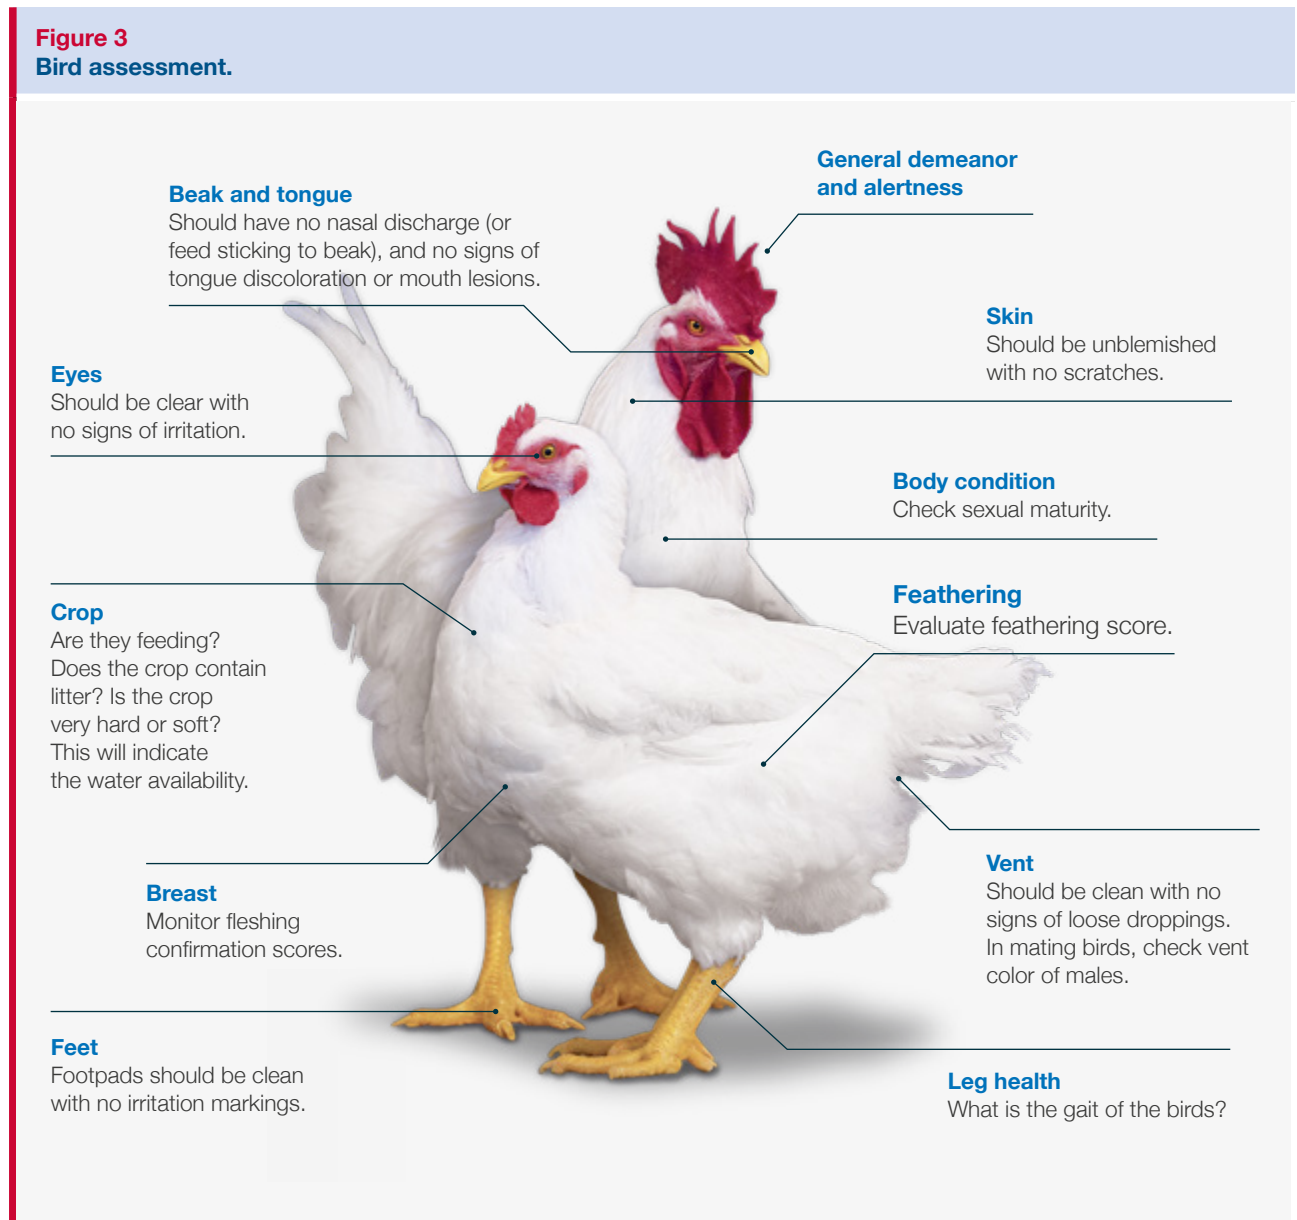 Figure 3
Bird assessment.
General demeanor
and alertness
Beak and tongue
Should have no nasal discharge (or
feed sticking to beak), and no signs of
tongue discoloration or mouth lesions.
Skin
Should be unblemished
with no scratches.
Eyes
Should be clear with
no signs of irritation.
Body condition
Check sexual maturity.
Feathering
Evaluate feathering score.
Crop
Are they feeding?
Does the crop contain
litter? Is the crop
very hard or soft?
This will indicate
the water availability.
Vent
Should be clean with no
signs of loose droppings.
In mating birds, check vent
color of males.
Breast
Monitor fleshing
confirmation scores.
Feet
Footpads should be clean
with no irritation markings.
Leg health
What is the gait of the birds?